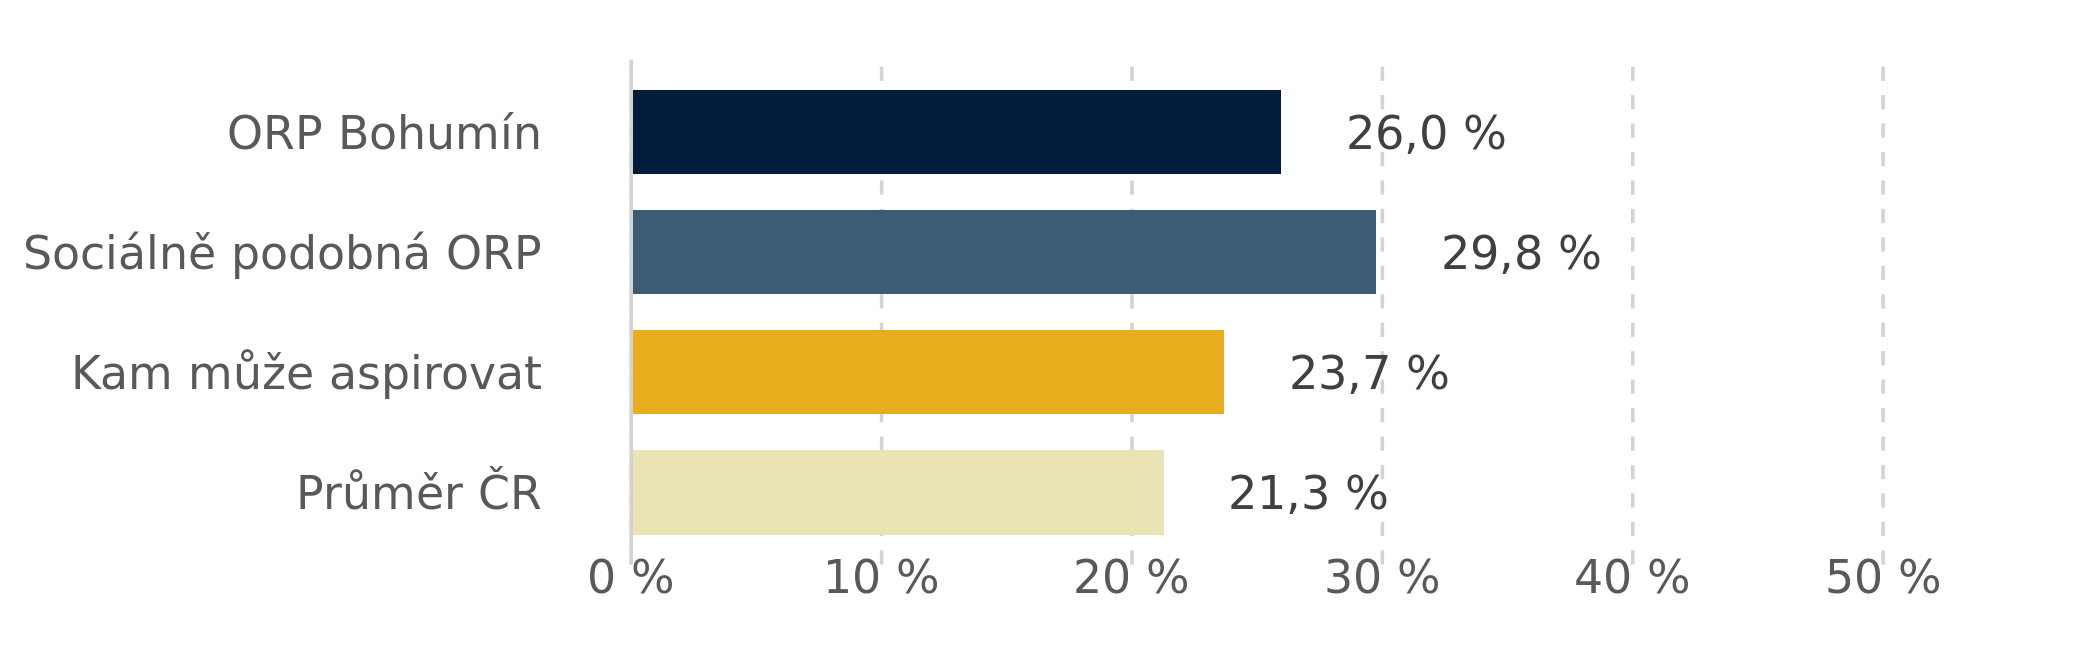 ORP Bohumín 26,0 %
Sociálně podobná ORP 29,8 %
Kam může aspirovat 23,7 %
Průměr ČR 21,3 %
0 % 10 % 20 % 30 % 40 % 50 %